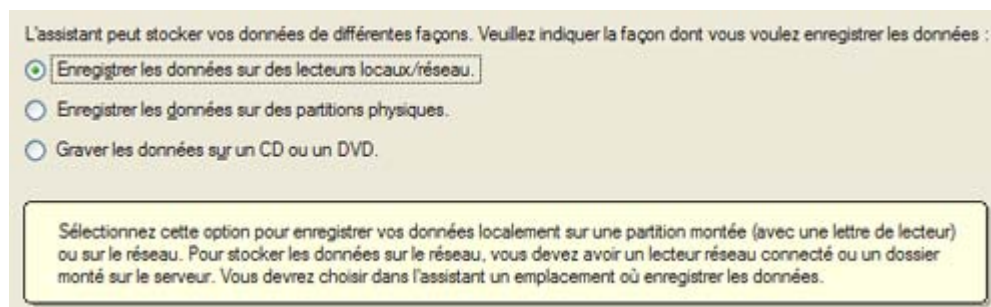 L'assistant peut stocker vos données de différentes façons. Veuillez indiquer la façon dont vous voulez enregistrer les données :
Enregistrer les données sur des lecteurs locaux/réseau.
Enregistrer les données sur des partitions physiques.
Graver les données sur un CD ou un DVD.
Sélectionnez cette option pour enregistrer vos données localement sur une partition montée (avec une lettre de lecteur)
ou sur le réseau. Pour stocker les données sur le réseau, vous devez avoir un lecteur réseau connecté ou un dossier
monté sur le serveur. Vous devrez choisir dans l'assistant un emplacement où enregistrer les données.